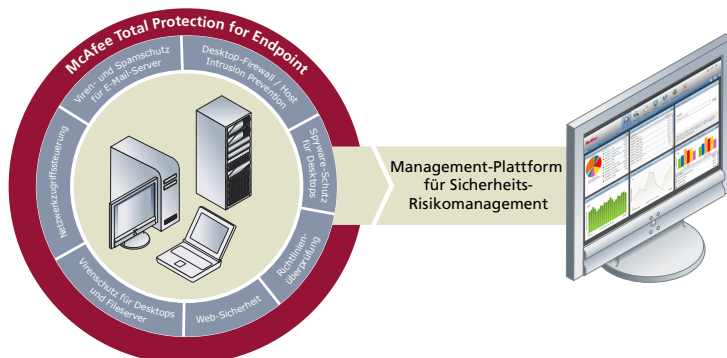 McAfee Total Protection for Endpoint
Viren- und Spamschutz
für E-Mail-Server
Desktop-Firewall / Host
Intrusion Prevention
Spyware-Schutz
für Desktops
Richtlinien-
überprüfung
Web-Sicherheit
Virenschutz für Desktops
und Fileserver
Netzwerkzugriffssteuerung
Management-Plattform
für Sicherheits-
Risikomanagement